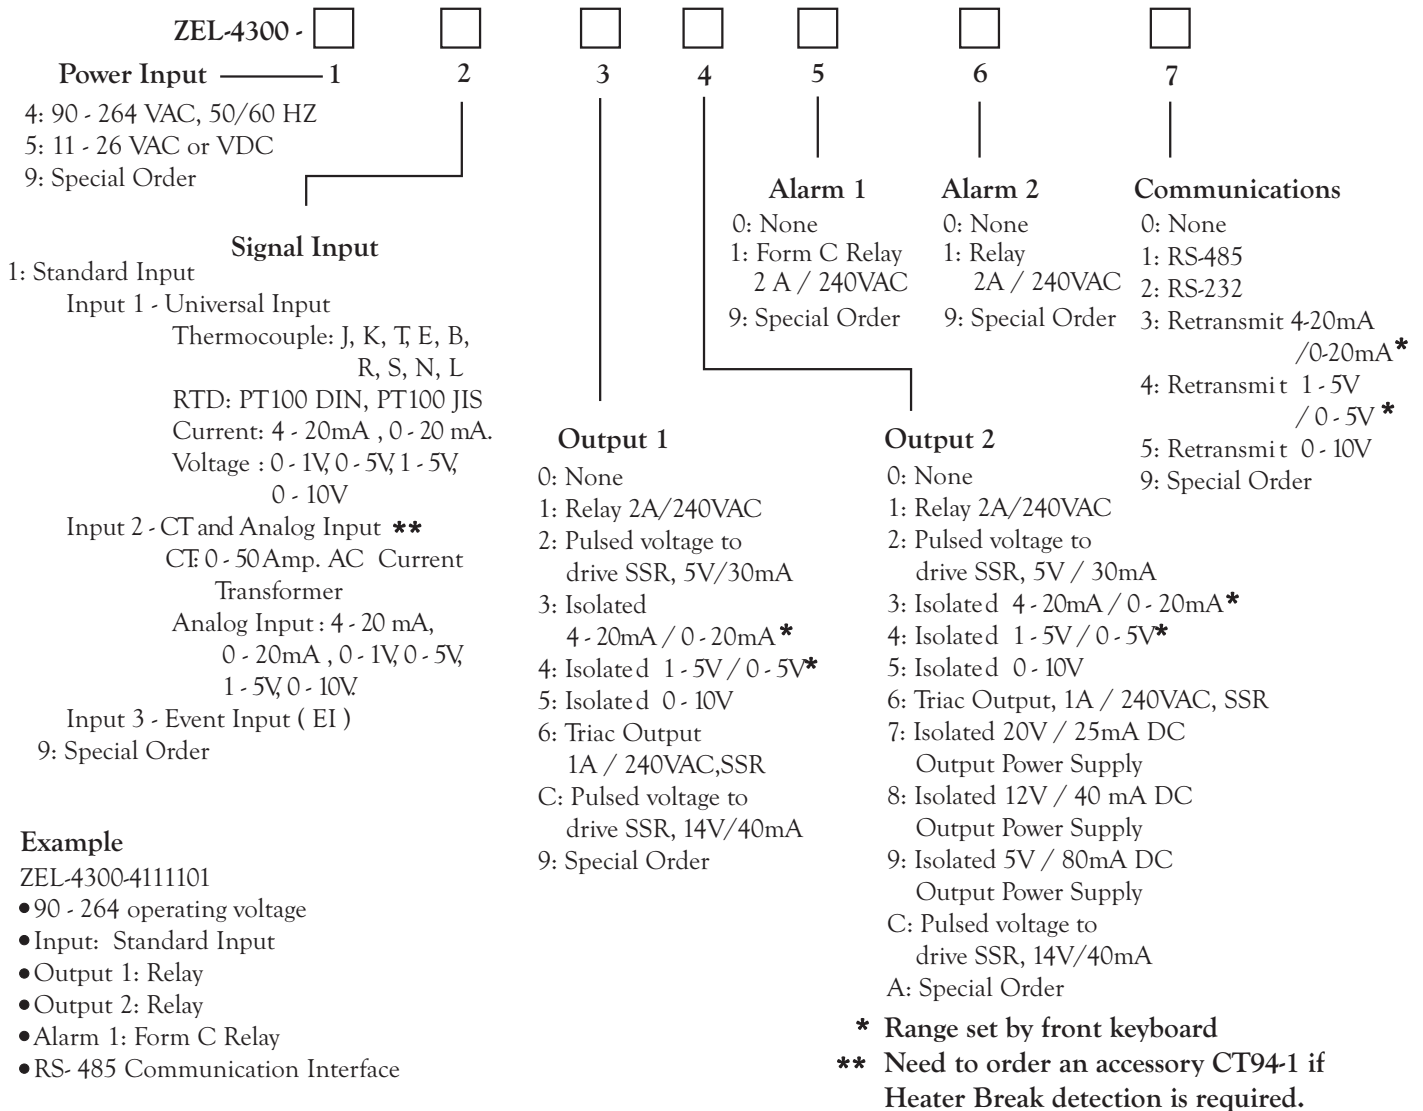 ZEL-4300 -
Power Input 1 2 3 4 5 6 7
4: 90 - 264 VAC, 50/60 HZ
5: 11 - 26 VAC or VDC
9: Special Order
Signal Input
1: Standard Input
Input 1 - Universal Input
Thermocouple: J, K, T, E, B,
R, S, N, L
RTD: PT100 DIN, PT100 JIS
Current: 4 - 20mA , 0 - 20 mA.
Voltage : 0 - 1V, 0 - 5V, 1 - 5V,
0 - 10V
Input 2 - CT and Analog Input **
CT: 0 - 50 Amp. AC Current
Transformer
Analog Input : 4 - 20 mA,
0 - 20mA , 0 - 1V, 0 - 5V,
1 - 5V, 0 - 10V.
Input 3 - Event Input ( EI )
9: Special Order
Output 1
0: None
1: Relay 2A/240VAC
2: Pulsed voltage to
drive SSR, 5V/30mA
3: Isolated
4 - 20mA / 0 - 20mA *
4: Isolated 1 - 5V / 0 - 5V*
5: Isolated 0 - 10V
6: Triac Output
1A / 240VAC,SSR
C: Pulsed voltage to
drive SSR, 14V/40mA
9: Special Order
Output 2
0: None
1: Relay 2A/240VAC
2: Pulsed voltage to
drive SSR, 5V / 30mA
3: Isolated 4 - 20mA / 0 - 20mA*
4: Isolated 1 - 5V / 0 - 5V*
5: Isolated 0 - 10V
6: Triac Output, 1A / 240VAC, SSR
7: Isolated 20V / 25mA DC
Output Power Supply
8: Isolated 12V / 40 mA DC
Output Power Supply
9: Isolated 5V / 80mA DC
Output Power Supply
C: Pulsed voltage to
drive SSR, 14V/40mA
A: Special Order
Alarm 1
0: None
1: Form C Relay
2 A / 240VAC
9: Special Order
Alarm 2
0: None
1: Relay
2A / 240VAC
9: Special Order
Communications
0: None
1: RS-485
2: RS-232
3: Retransmit 4-20mA
/0-20mA*
4: Retransmit 1 - 5V
/ 0 - 5V *
5: Retransmit 0 - 10V
9: Special Order
Example
ZEL-4300-4111101
● 90 - 264 operating voltage
● Input: Standard Input
● Output 1: Relay
● Output 2: Relay
● Alarm 1: Form C Relay
● RS- 485 Communication Interface
* Range set by front keyboard
** Need to order an accessory CT94-1 if
Heater Break detection is required.